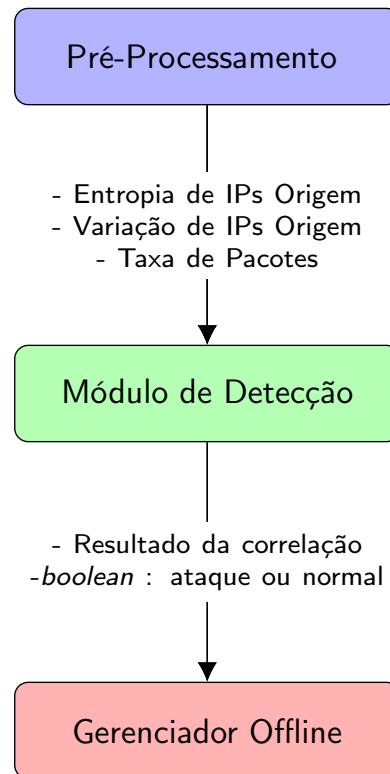 Pré-Processamento
- Entropia de IPs Origem
- Variação de IPs Origem
- Taxa de Pacotes
Módulo de Detecção
- Resultado da correlação
-boolean : ataque ou normal
Gerenciador Offline